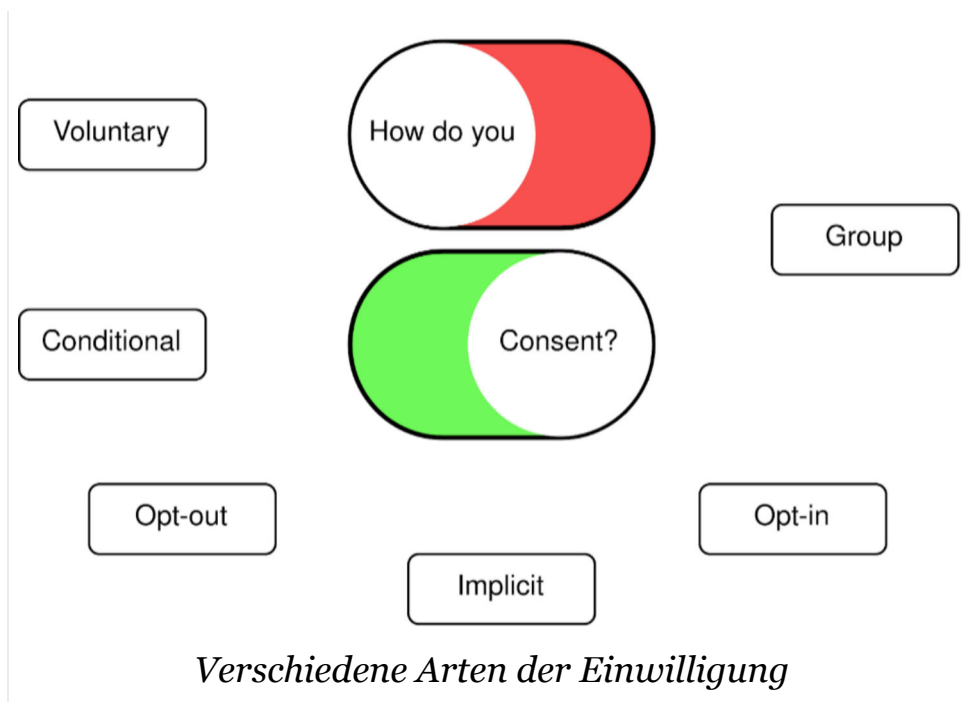 Voluntary
How do you
Group
Conditional
Consent?
Opt-out
Opt-in
Implicit
Verschiedene Arten der Einwilligung